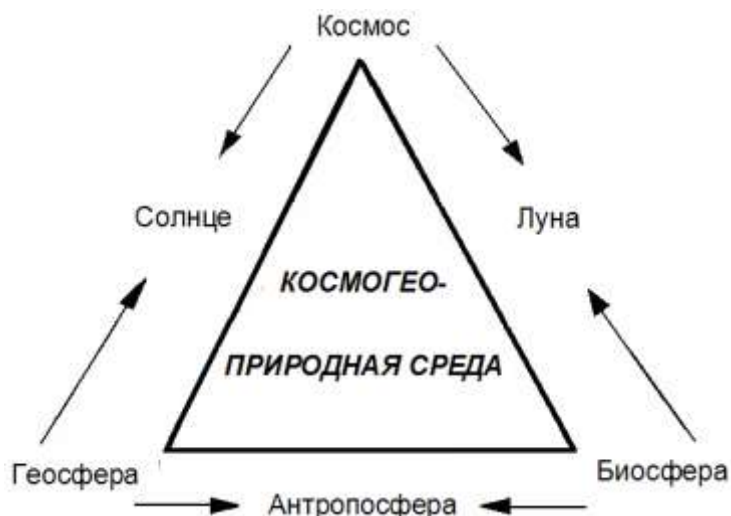 Космос
Солнце
Луна
КОСМОГЕО-
ПРИРОДНАЯ СРЕДА
Геосфера
Биосфера
Антропосфера